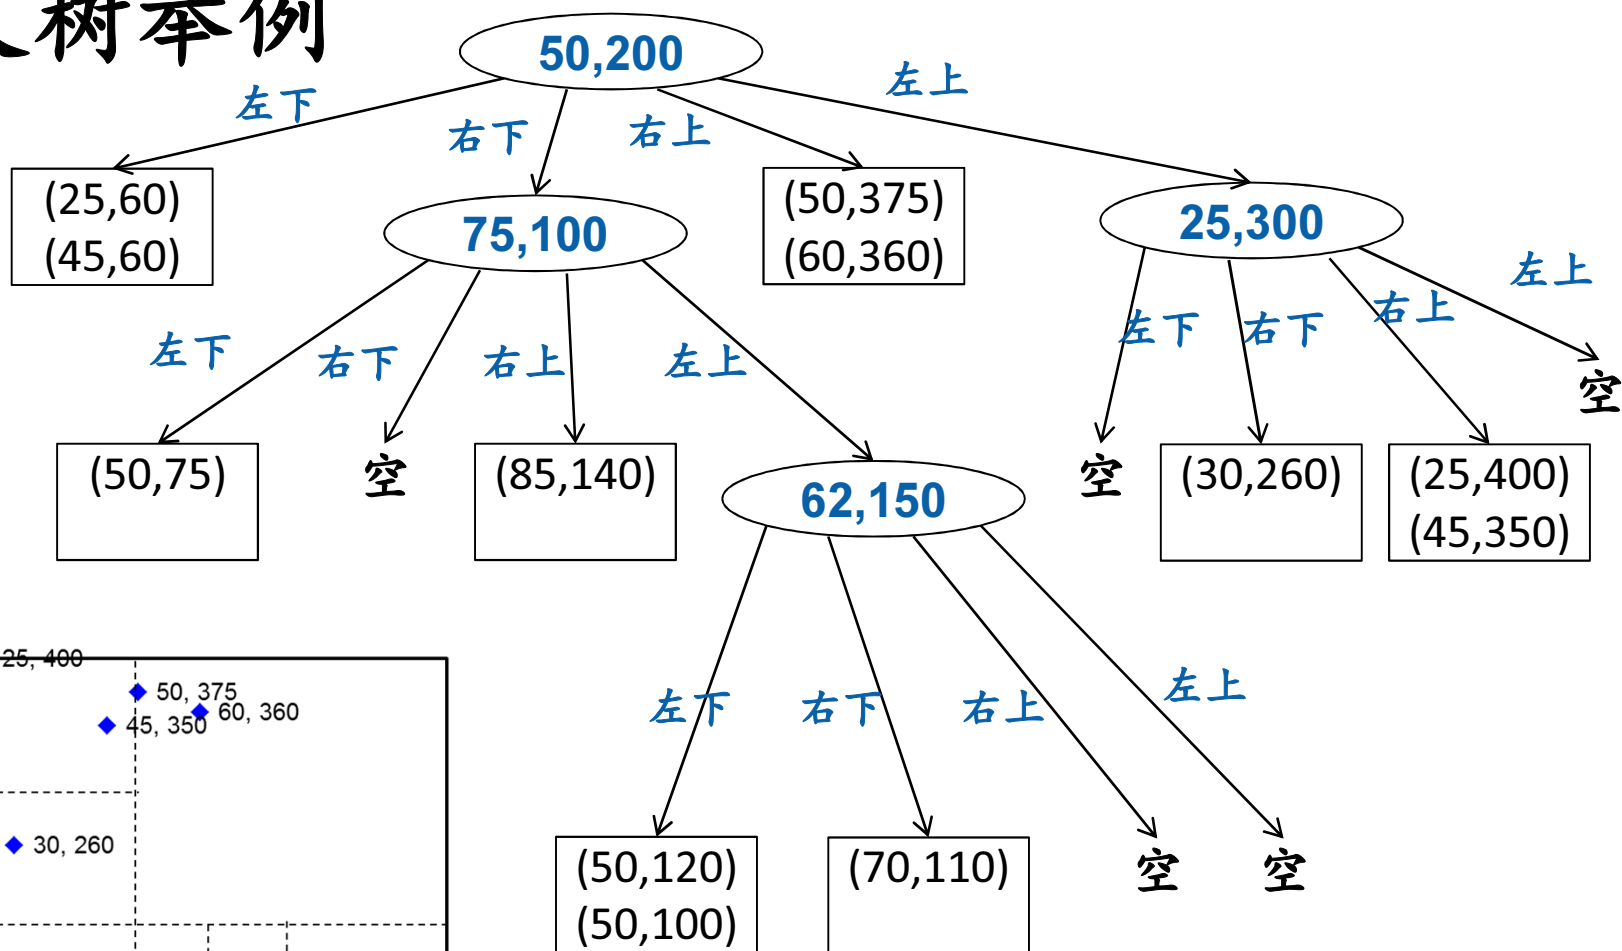 树举例
50,200
左下
右下
右上
左上
(25,60)
(45,60)
75,100
(50,375)
(60,360)
25,300
左下
右下
右上
左上
左下
右下
右上
左上
(50,75)
空
(85,140)
62,150
空
(30,260)
(25,400)
(45,350)
空
左下
右下
右上
左上
(50,120)
(50,100)
(70,110)
空
空
25, 400
50, 375
60, 360
45, 350
30, 260